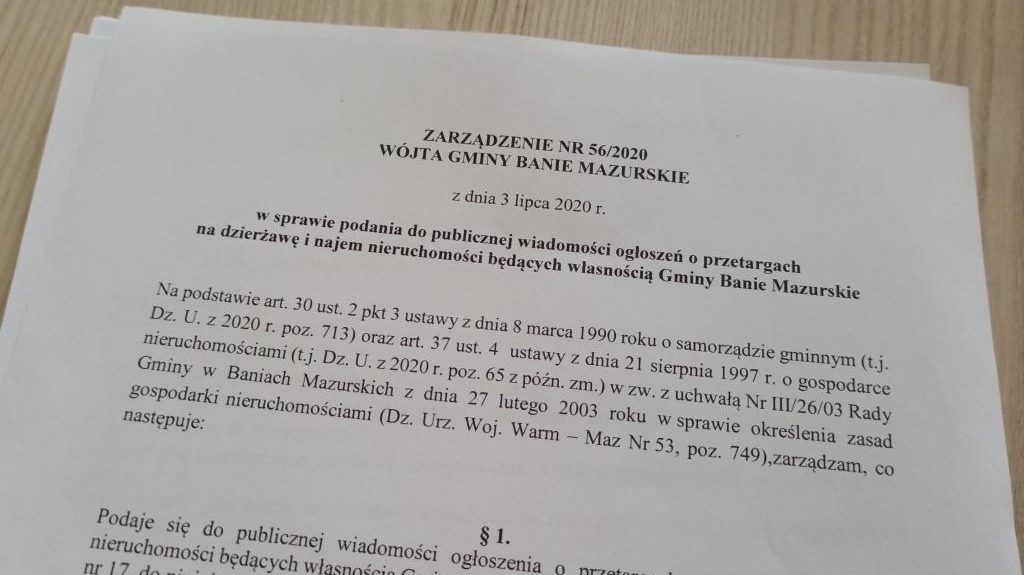 ZARZĄDZENIE NR 56/2020
WÓJTA GMINY BANIE MAZURSKIE
z dnia 3 lipca 2020 r.
w sprawie podania do publicznej wiadomości ogłoszeń o przetargach
na dzierżawę i najem nieruchomości będących własnością Gminy Banie Mazurskie
Na podstawie art. 30 ust. 2 pkt 3 ustawy z dnia 8 marca 1990 roku o samorządzie gminnym (t.j.
Dz. U. z 2020 r. poz. 713) oraz art. 37 ust. 4 ustawy z dnia 21 sierpnia 1997 r. o gospodarce
nieruchomościami (t.j. Dz. U. z 2020 r. poz. 65 z późn. zm.) w zw. z uchwałą Nr III/26/03 Rady
Gminy w Baniach Mazurskich z dnia 27 lutego 2003 roku w sprawie określenia zasad
gospodarki nieruchomościami (Dz. Urz. Woj. Warm – Maz Nr 53, poz. 749),zarządzam, co
następuje:
§ 1.
Podaje się do publicznej wiadomości ogłoszenia o
nieruchomości będących własnością
nr 17 do